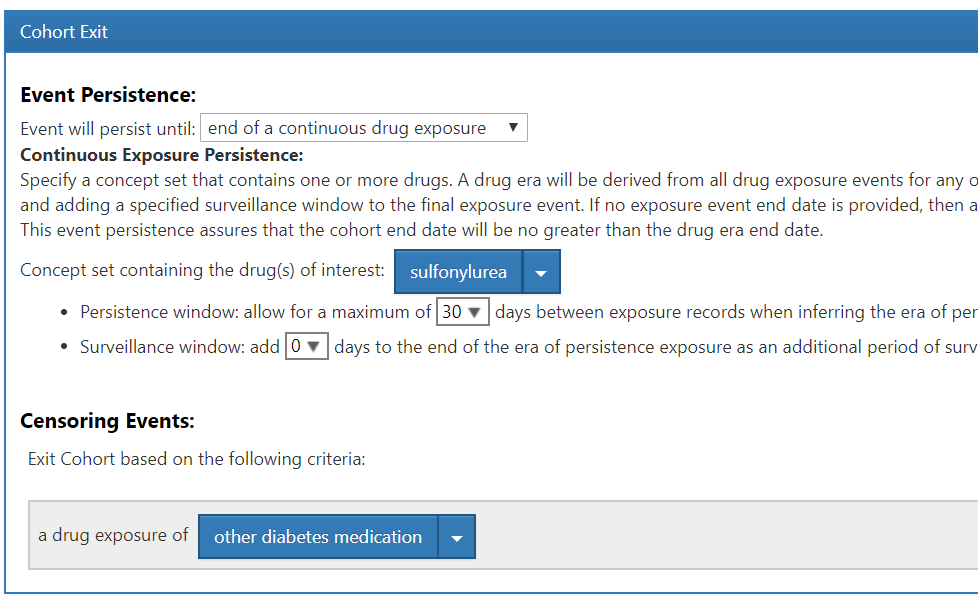 Cohort Exit
Event Persistence:
Event will persist until: end of a continuous drug exposure
Continuous Exposure Persistence:
Specify a concept set that contains one or more drugs. A drug era will be derived from all drug exposure events for any
and adding a specified surveillance window to the final exposure event. If no exposure event end date is provided, then a
This event persistence assures that the cohort end date will be no greater than the drug era end date.
Concept set containing the drug(s) of interest: sulfonylurea
• Persistence window: allow for a maximum of 30 days between exposure records when inferring the era of per
• Surveillance window: add 0 days to the end of the era of persistence exposure as an additional period of surv
Censoring Events:
Exit Cohort based on the following criteria:
a drug exposure of other diabetes medication